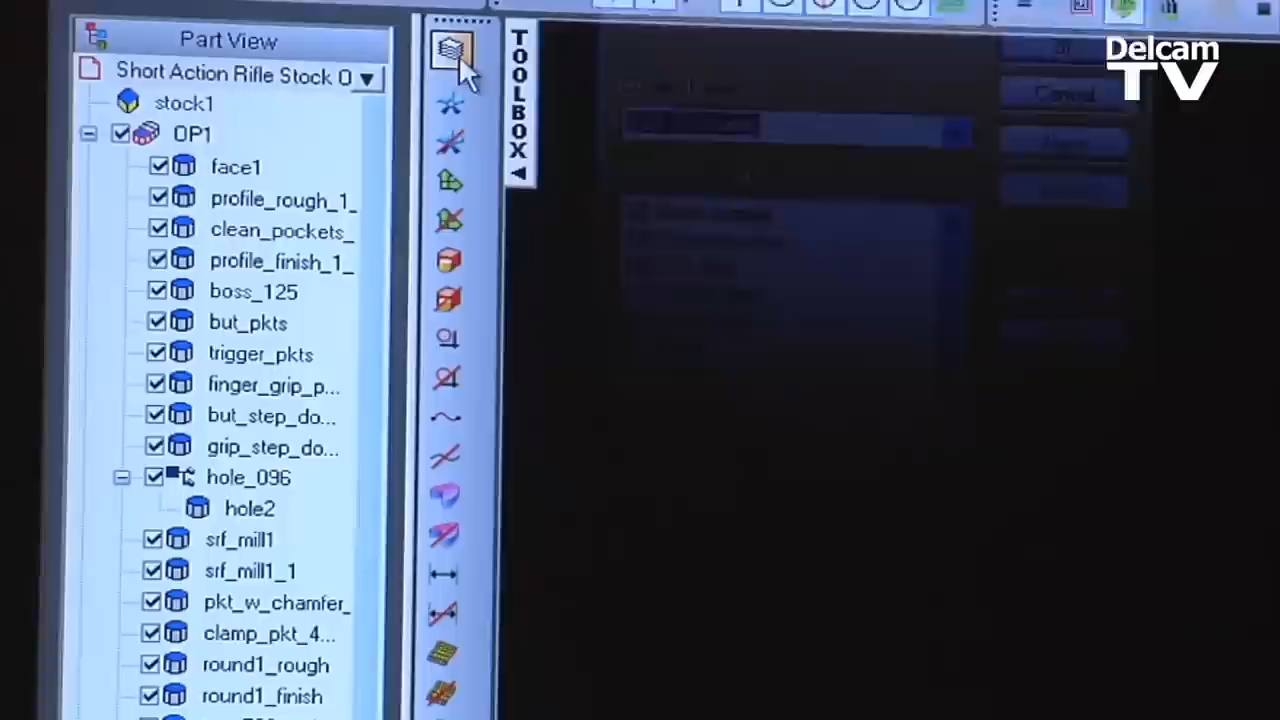 Part View
Short Action Rifle Stock O
stock1
OP1
face1
profile_rough_1_
clean_pockets_
profile_finish_1_
boss_125
but_pkts
trigger_pkts
finger_grip_p...
but_step_do...
grip_step_do...
hole_096
hole2
srf_mill1
srf_mill1_1
pkt_w_chamfer_
clamp_pkt_4...
round1_rough
round1_finish
TOOLBOX
Cancel
Delcam
TV